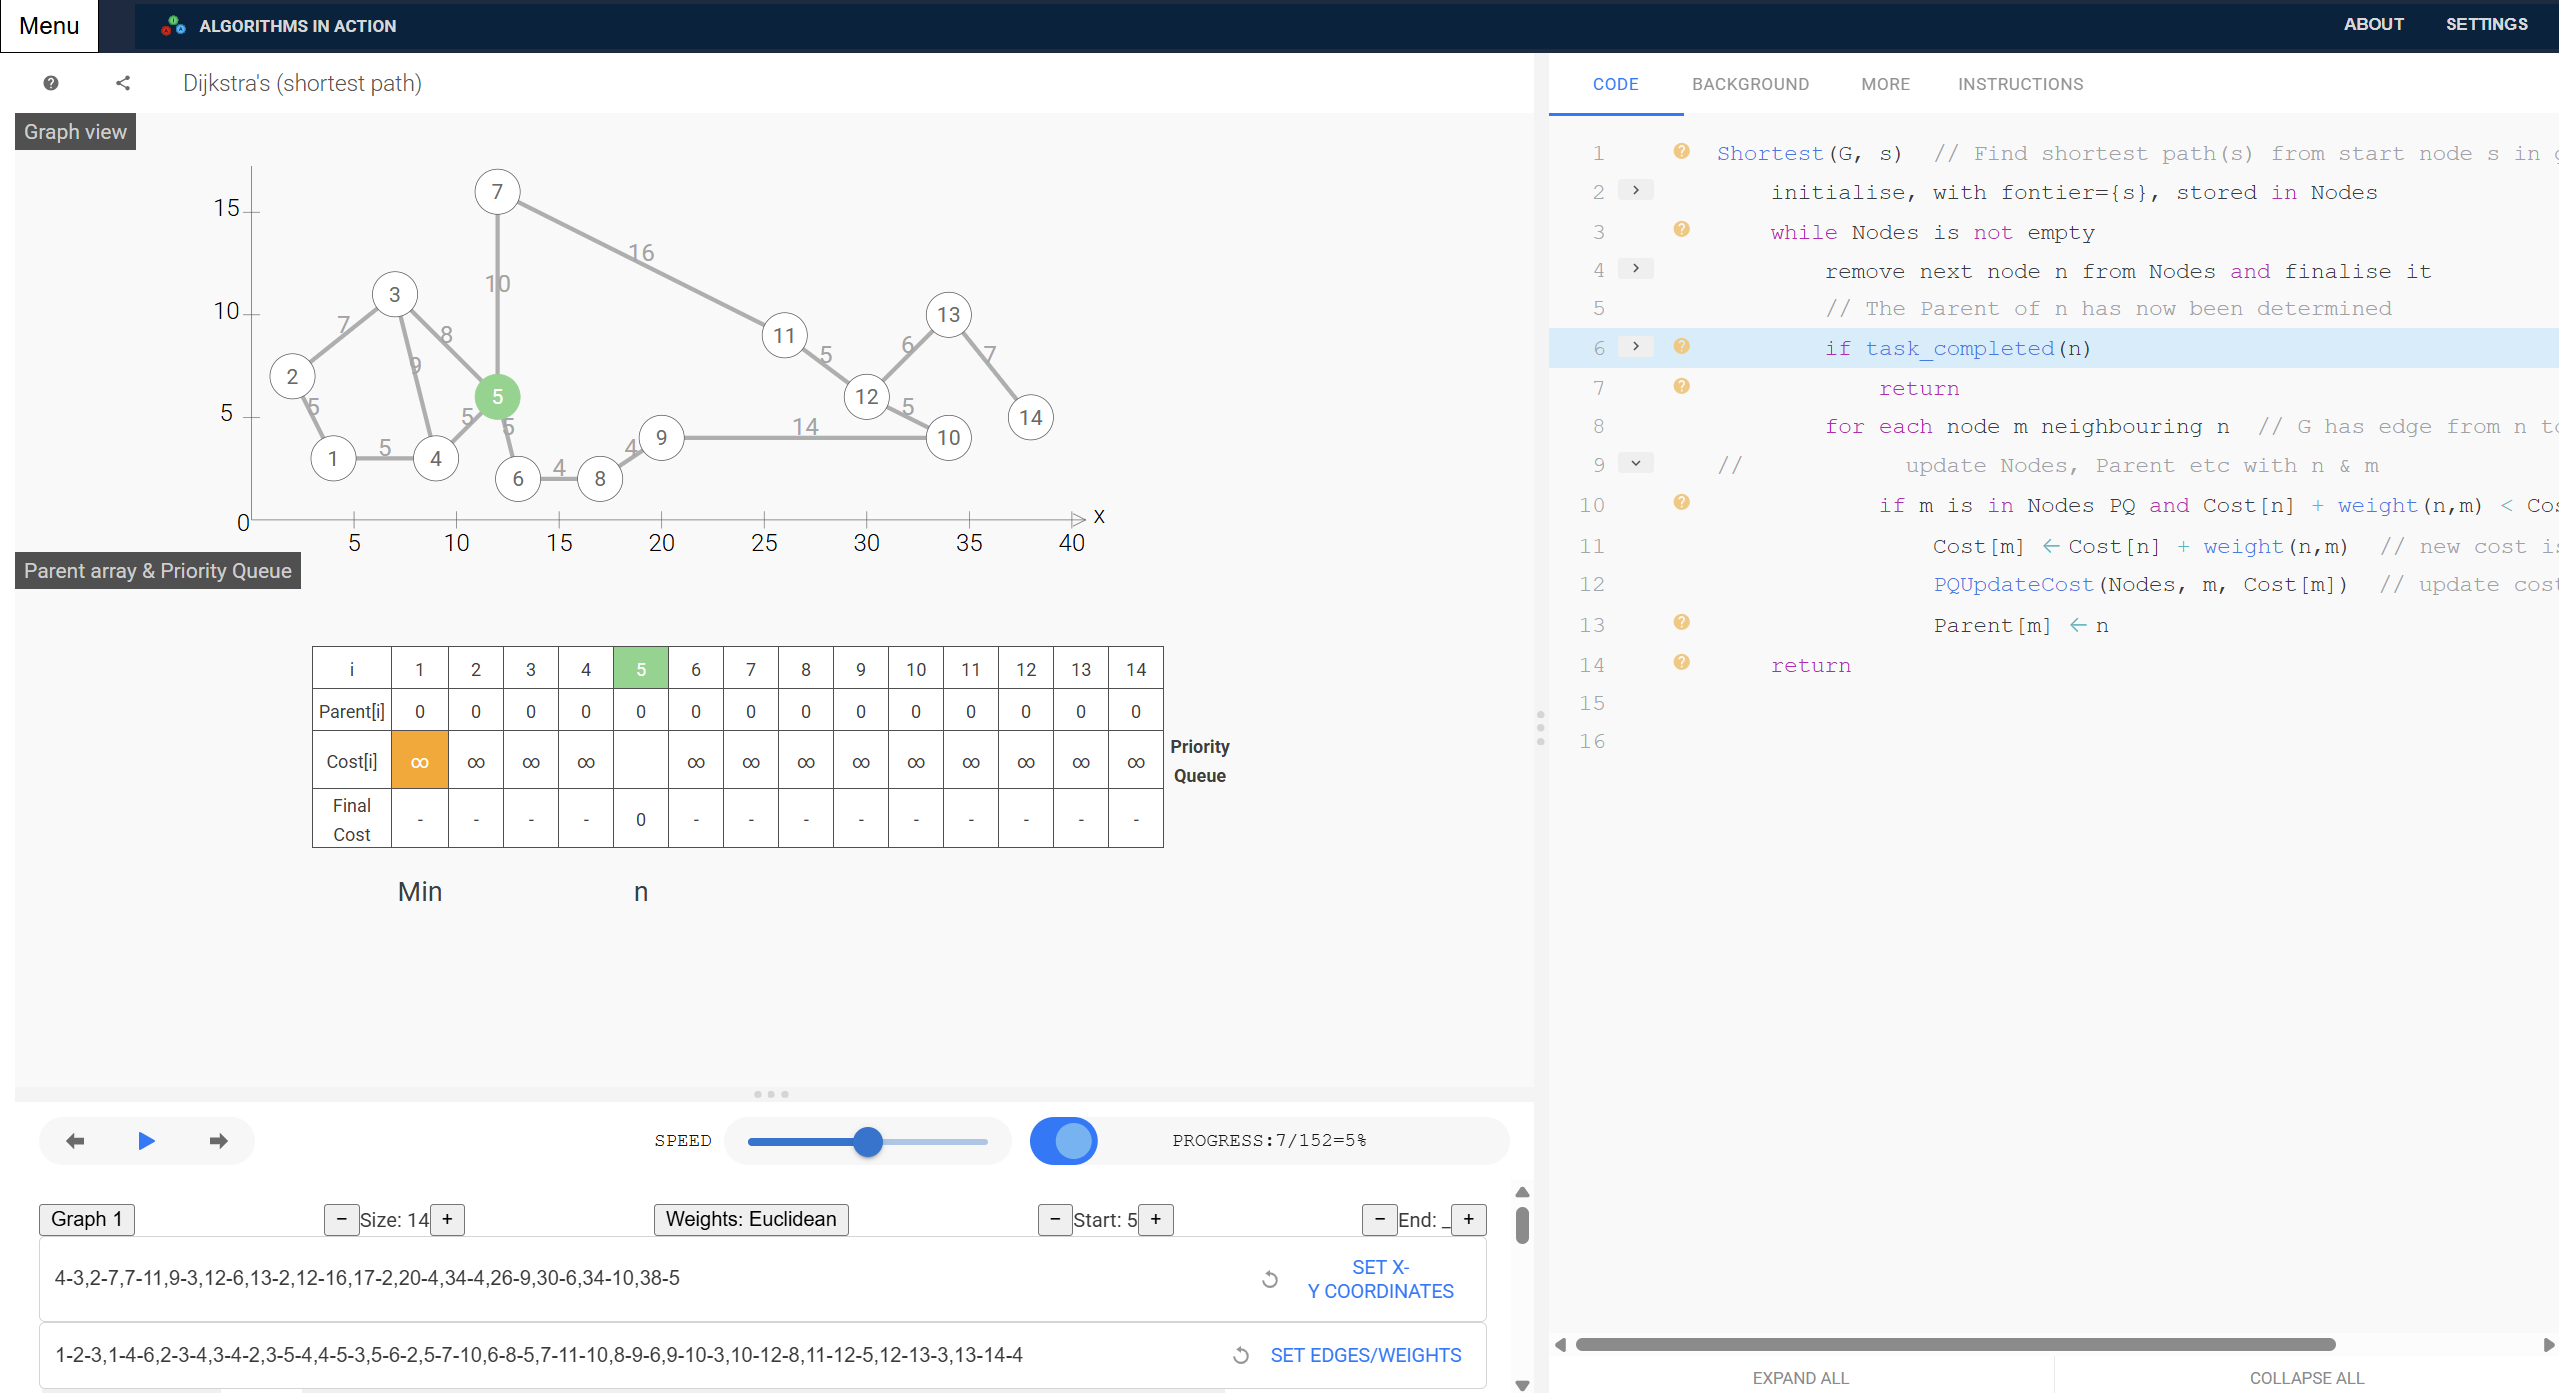 Menu
ALGORITHMS IN ACTION
ABOUT
SETTINGS
Dijkstra's (shortest path)
Graph view
15
10
5
0
5
10
15
20
25
30
35
40
X
7
16
10
3
7
8
9
2
5
5
1
5
4
5
5
6
4
8
4
9
14
10
11
5
12
5
6
13
7
14
Parent array & Priority Queue
i 1 2 3 4 5 6 7 8 9 10 11 12 13 14
Parent[i] 0 0 0 0 0 0 0 0 0 0 0 0 0 0
Cost[i] ∞ ∞ ∞ ∞ ∞ ∞ ∞ ∞ ∞ ∞ ∞ ∞ ∞
Priority
Queue
Final
Cost - - - - 0 - - - - - - - - -
Min n
SPEED
PROGRESS:7/152=5%
Graph 1
− Size: 14 +
Weights: Euclidean
− Start: 5 +
− End: _ +
4-3,2-7,7-11,9-3,12-6,13-2,12-16,17-2,20-4,34-4,26-9,30-6,34-10,38-5
SET X-
Y COORDINATES
1-2-3,1-4-6,2-3-4,3-4-2,3-5-4,4-5-3,5-6-2,5-7-10,6-8-5,7-11-10,8-9-6,9-10-3,10-12-8,11-12-5,12-13-3,13-14-4
SET EDGES/WEIGHTS
CODE
BACKGROUND
MORE
INSTRUCTIONS
1 Shortest(G, s) // Find shortest path(s) from start node s in
2 initialise, with fontier={s}, stored in Nodes
3 while Nodes is not empty
4 remove next node n from Nodes and finalise it
5 // The Parent of n has now been determined
6 if task_completed(n)
7 return
8 for each node m neighbouring n // G has edge from n
9 // update Nodes, Parent etc with n & m
10 if m is in Nodes PQ and Cost[n] + weight(n,m) <
11 Cost[m] ← Cost[n] + weight(n,m) // new cost
12 PQUpdateCost(Nodes, m, Cost[m]) // update
13 Parent[m] ← n
14 return
15
16
EXPAND ALL
COLLAPSE ALL